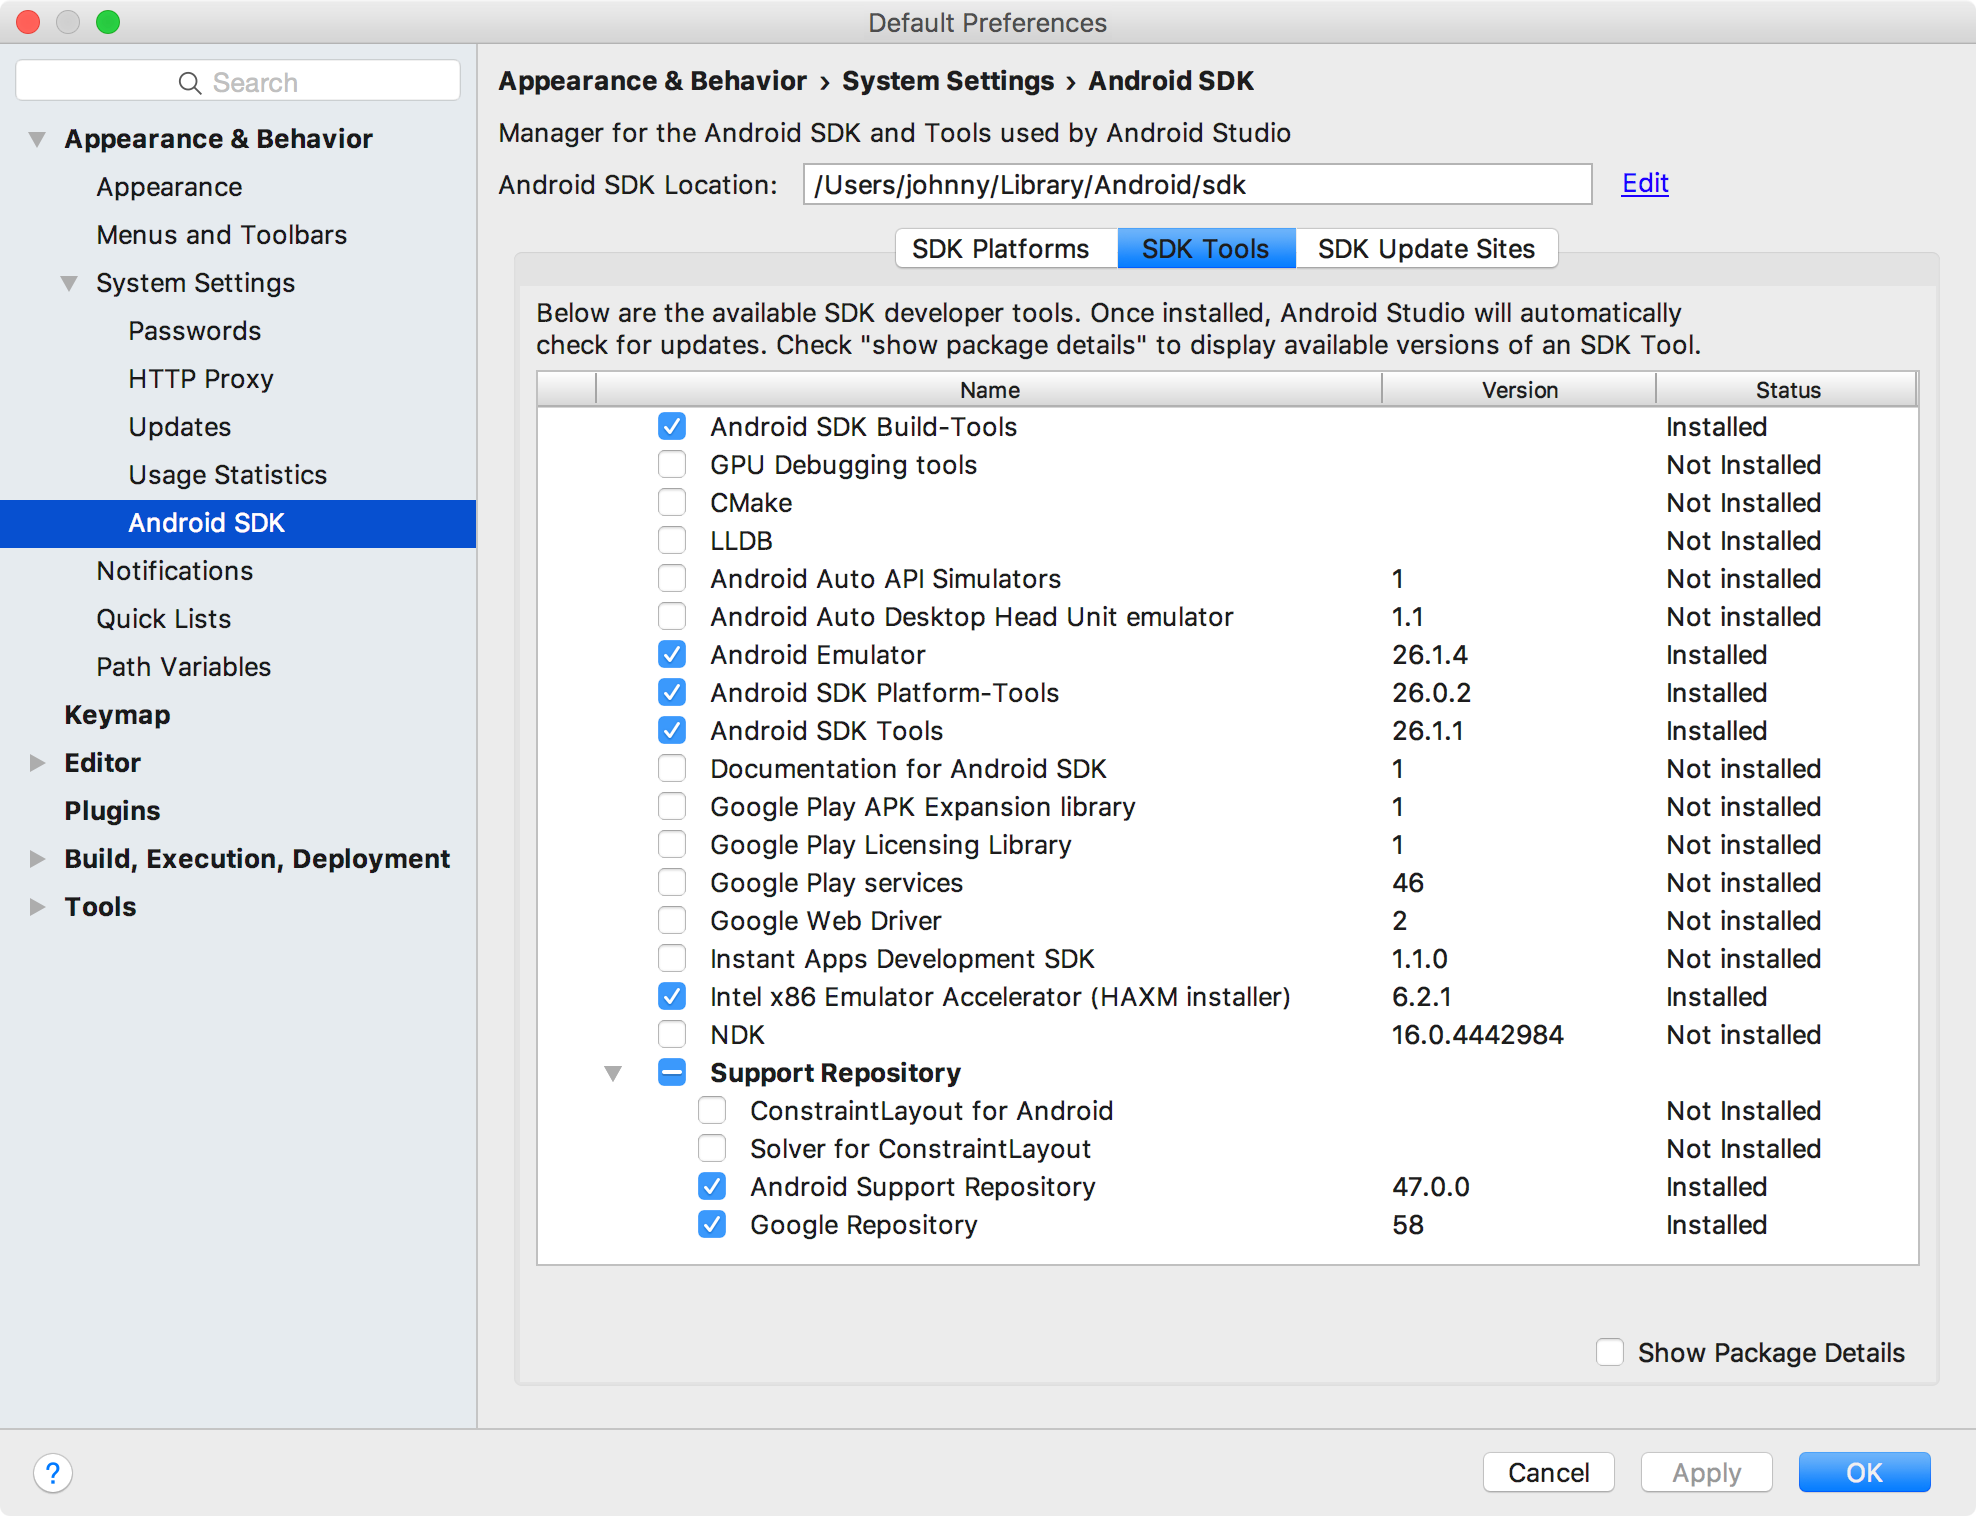 Default Preferences
Search
Appearance & Behavior
Appearance
Menus and Toolbars
System Settings
Passwords
HTTP Proxy
Updates
Usage Statistics
Android SDK
Notifications
Quick Lists
Path Variables
Keymap
Editor
Plugins
Build, Execution, Deployment
Tools
Appearance & Behavior › System Settings › Android SDK
Manager for the Android SDK and Tools used by Android Studio
Android SDK Location: /Users/johnny/Library/Android/sdk Edit
SDK Platforms SDK Tools SDK Update Sites
Below are the available SDK developer tools. Once installed, Android Studio will automatically
check for updates. Check "show package details" to display available versions of an SDK Tool.
Name Version Status
Android SDK Build-Tools Installed
GPU Debugging tools Not Installed
CMake Not Installed
LLDB Not Installed
Android Auto API Simulators 1 Not installed
Android Auto Desktop Head Unit emulator 1.1 Not installed
Android Emulator 26.1.4 Installed
Android SDK Platform-Tools 26.0.2 Installed
Android SDK Tools 26.1.1 Installed
Documentation for Android SDK 1 Not installed
Google Play APK Expansion library 1 Not installed
Google Play Licensing Library 1 Not installed
Google Play services 46 Not installed
Google Web Driver 2 Not installed
Instant Apps Development SDK 1.1.0 Not installed
Intel x86 Emulator Accelerator (HAXM installer) 6.2.1 Installed
NDK 16.0.4442984 Not installed
Support Repository
ConstraintLayout for Android Not Installed
Solver for ConstraintLayout Not Installed
Android Support Repository 47.0.0 Installed
Google Repository 58 Installed
Show Package Details
? Cancel Apply OK